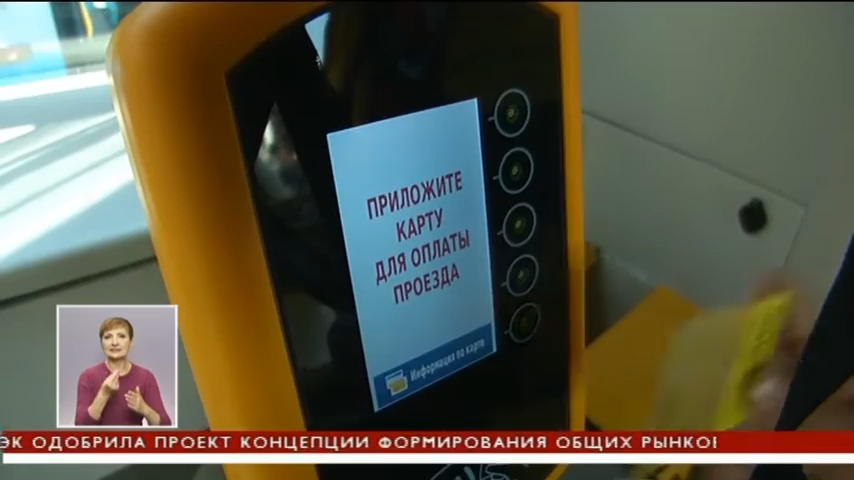 ПРИЛОЖИТЕ
КАРТУ
ДЛЯ ОПЛАТЫ
ПРОЕЗДА
Информация по карте
ЭК ОДОБРИЛА ПРОЕКТ КОНЦЕПЦИИ ФОРМИРОВАНИЯ ОБЩИХ РЫНКО